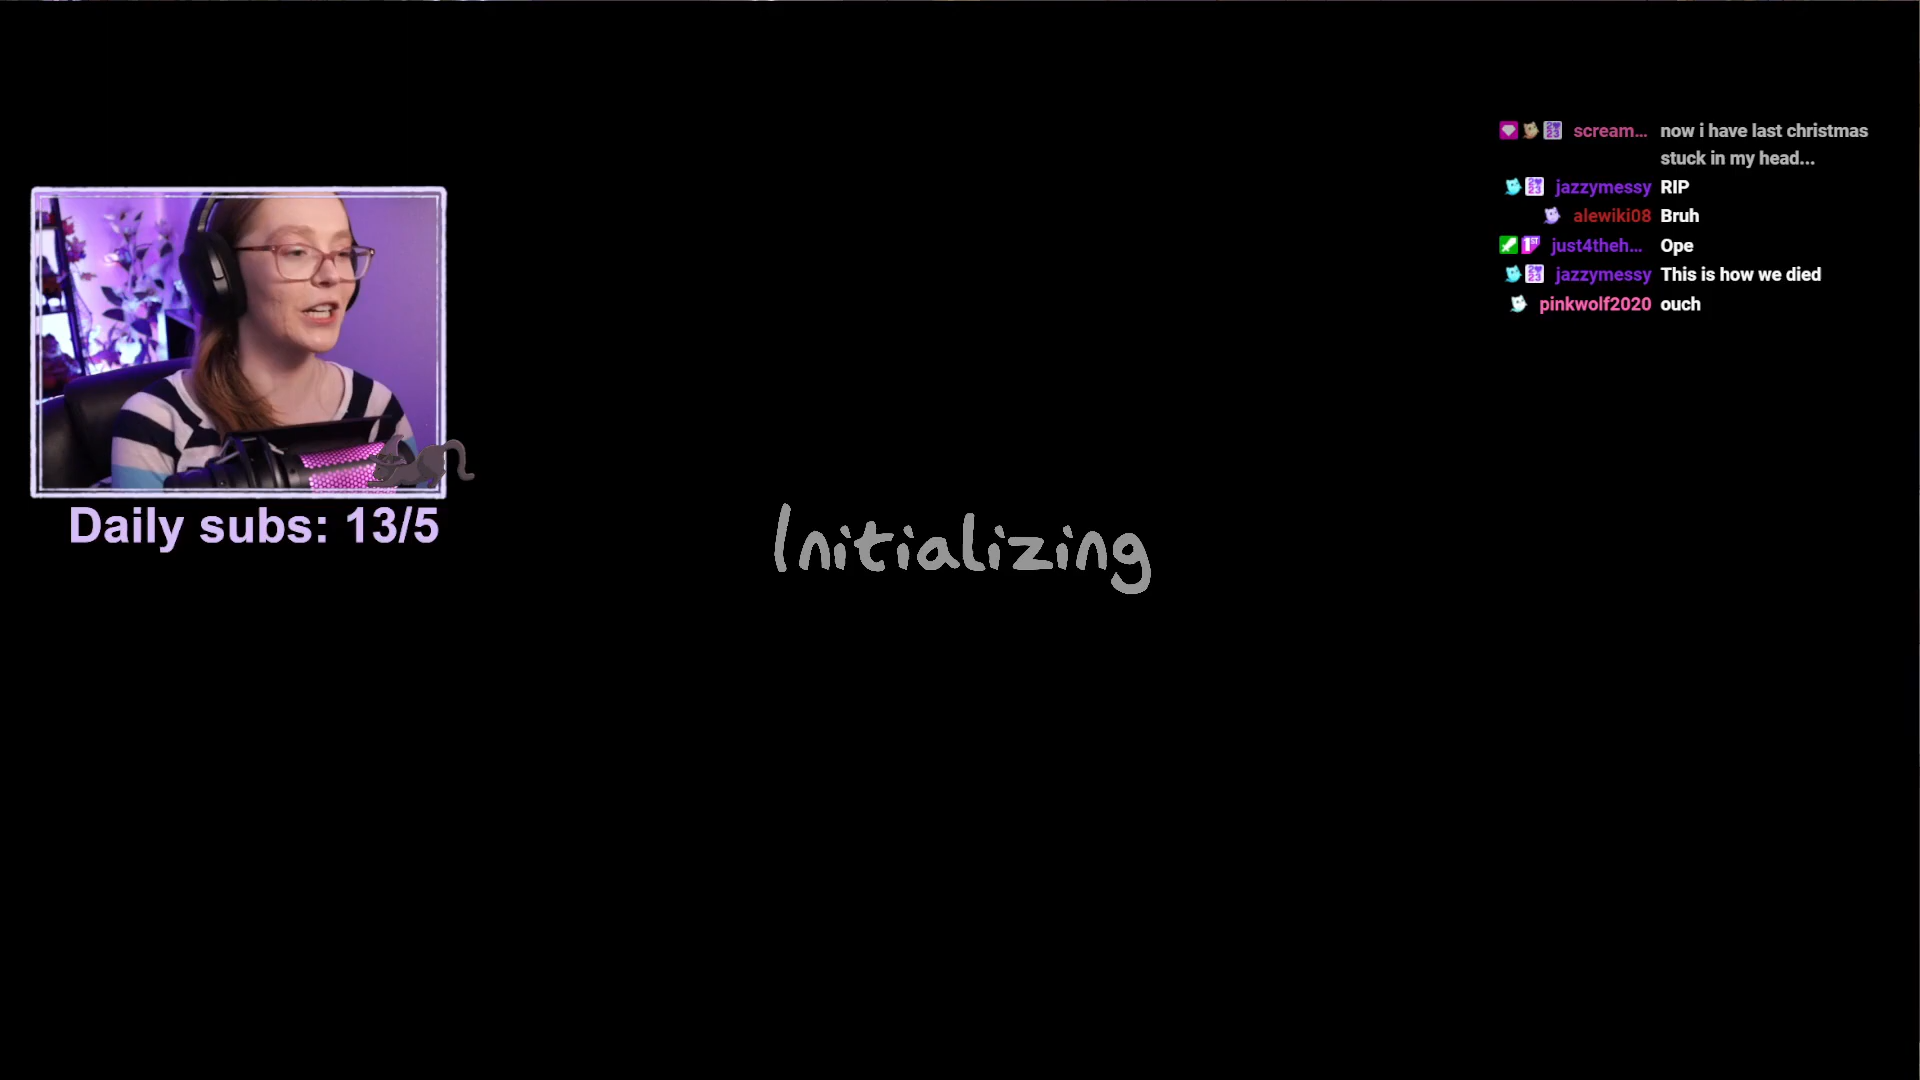 scream... now i have last christmas
stuck in my head...
jazzymessy RIP
alewiki08 Bruh
1ST just4theh... Ope
jazzymessy This is how we died
pinkwolf2020 ouch
Daily subs: 13/5
Initializing